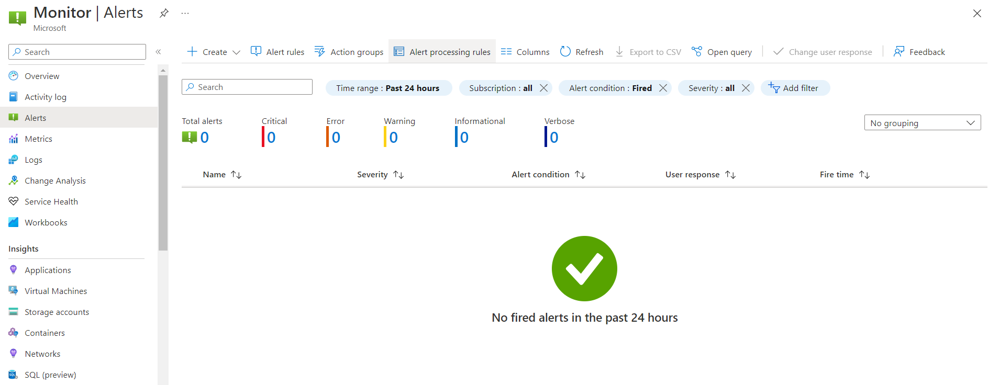 Monitor | Alerts
...
Microsoft
Search
«
Overview
Activity log
Alerts
Metrics
Logs
Change Analysis
Service Health
Workbooks
Insights
Applications
Virtual Machines
Storage accounts
Containers
Networks
SQL (preview)
Create Alert rules Action groups Alert processing rules Columns Refresh Export to CSV Open query Change user response Feedback
Search Time range : Past 24 hours Subscription : all Alert condition : Fired Severity : all Add filter
Total alerts Critical Error Warning Informational Verbose
0 0 0 0 0 0
No grouping
Name Severity Alert condition User response Fire time
No fired alerts in the past 24 hours